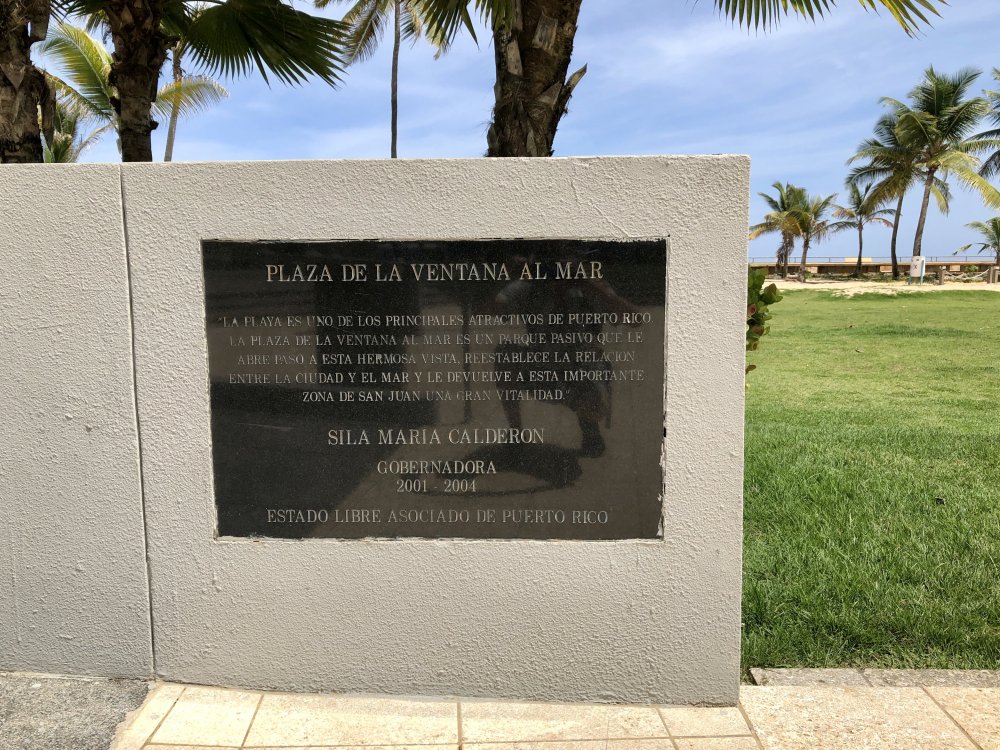 PLAZA DE LA VENTANA AL MAR
"LA PLAYA ES UNO DE LOS PRINCIPALES ATRACTIVOS DE PUERTO RICO.
LA PLAZA DE LA VENTANA AL MAR ES UN PARQUE PASIVO QUE LE
ABRE PASO A ESTA HERMOSA VISTA, REESTABLECE LA RELACION
ENTRE LA CIUDAD Y EL MAR Y LE DEVUELVE A ESTA IMPORTANTE
ZONA DE SAN JUAN UNA GRAN VITALIDAD."
SILA MARIA CALDERON
GOBERNADORA
2001 - 2004
ESTADO LIBRE ASOCIADO DE PUERTO RICO